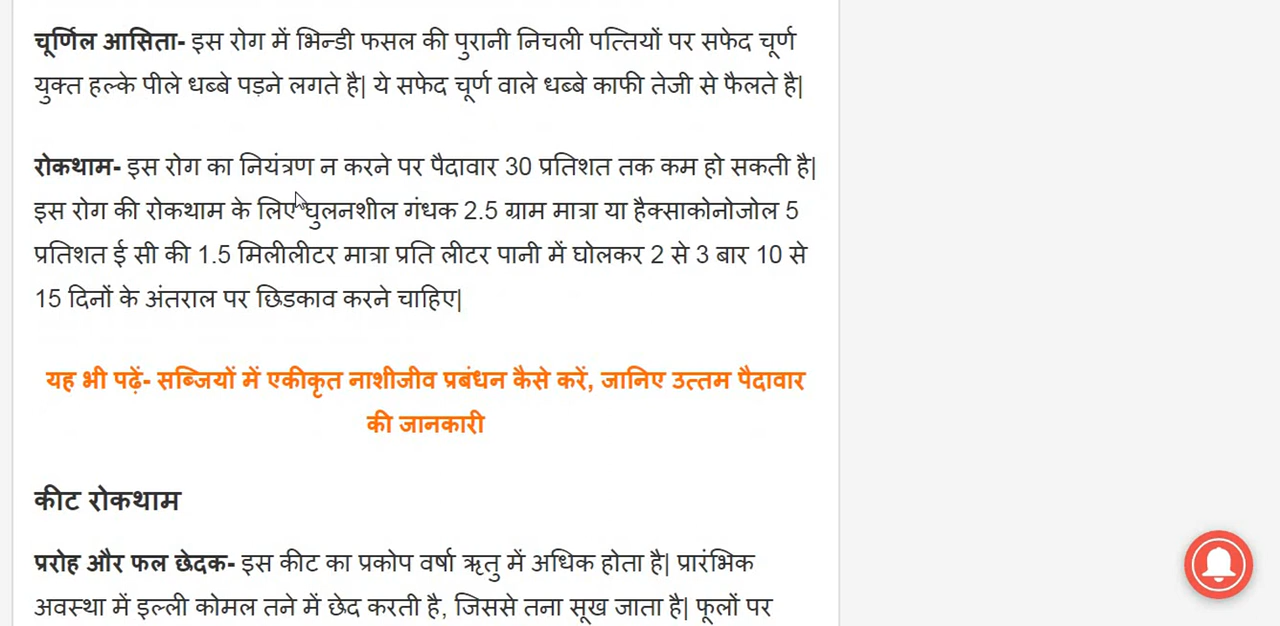 चूर्णिल आसिता- इस रोग में भिन्डी फसल की पुरानी निचली पत्तियों पर सफेद चूर्ण
युक्त हल्के पीले धब्बे पड़ने लगते है| ये सफेद चूर्ण वाले धब्बे काफी तेजी से फैलते है|
रोकथाम- इस रोग का नियंत्रण न करने पर पैदावार 30 प्रतिशत तक कम हो सकती है|
इस रोग की रोकथाम के लिए घुलनशील गंधक 2.5 ग्राम मात्रा या हैक्साकोनोजोल 5
प्रतिशत ई सी की 1.5 मिलीलीटर मात्रा प्रति लीटर पानी में घोलकर 2 से 3 बार 10 से
15 दिनों के अंतराल पर छिडकाव करने चाहिए|
यह भी पढ़ें- सब्जियों में एकीकृत नाशीजीव प्रबंधन कैसे करें, जानिए उत्तम पैदावार
की जानकारी
कीट रोकथाम
प्ररोह और फल छेदक- इस कीट का प्रकोप वर्षा ऋतु में अधिक होता है| प्रारंभिक
अवस्था में इल्ली कोमल तने में छेद करती है, जिससे तना सूख जाता है| फूलों पर